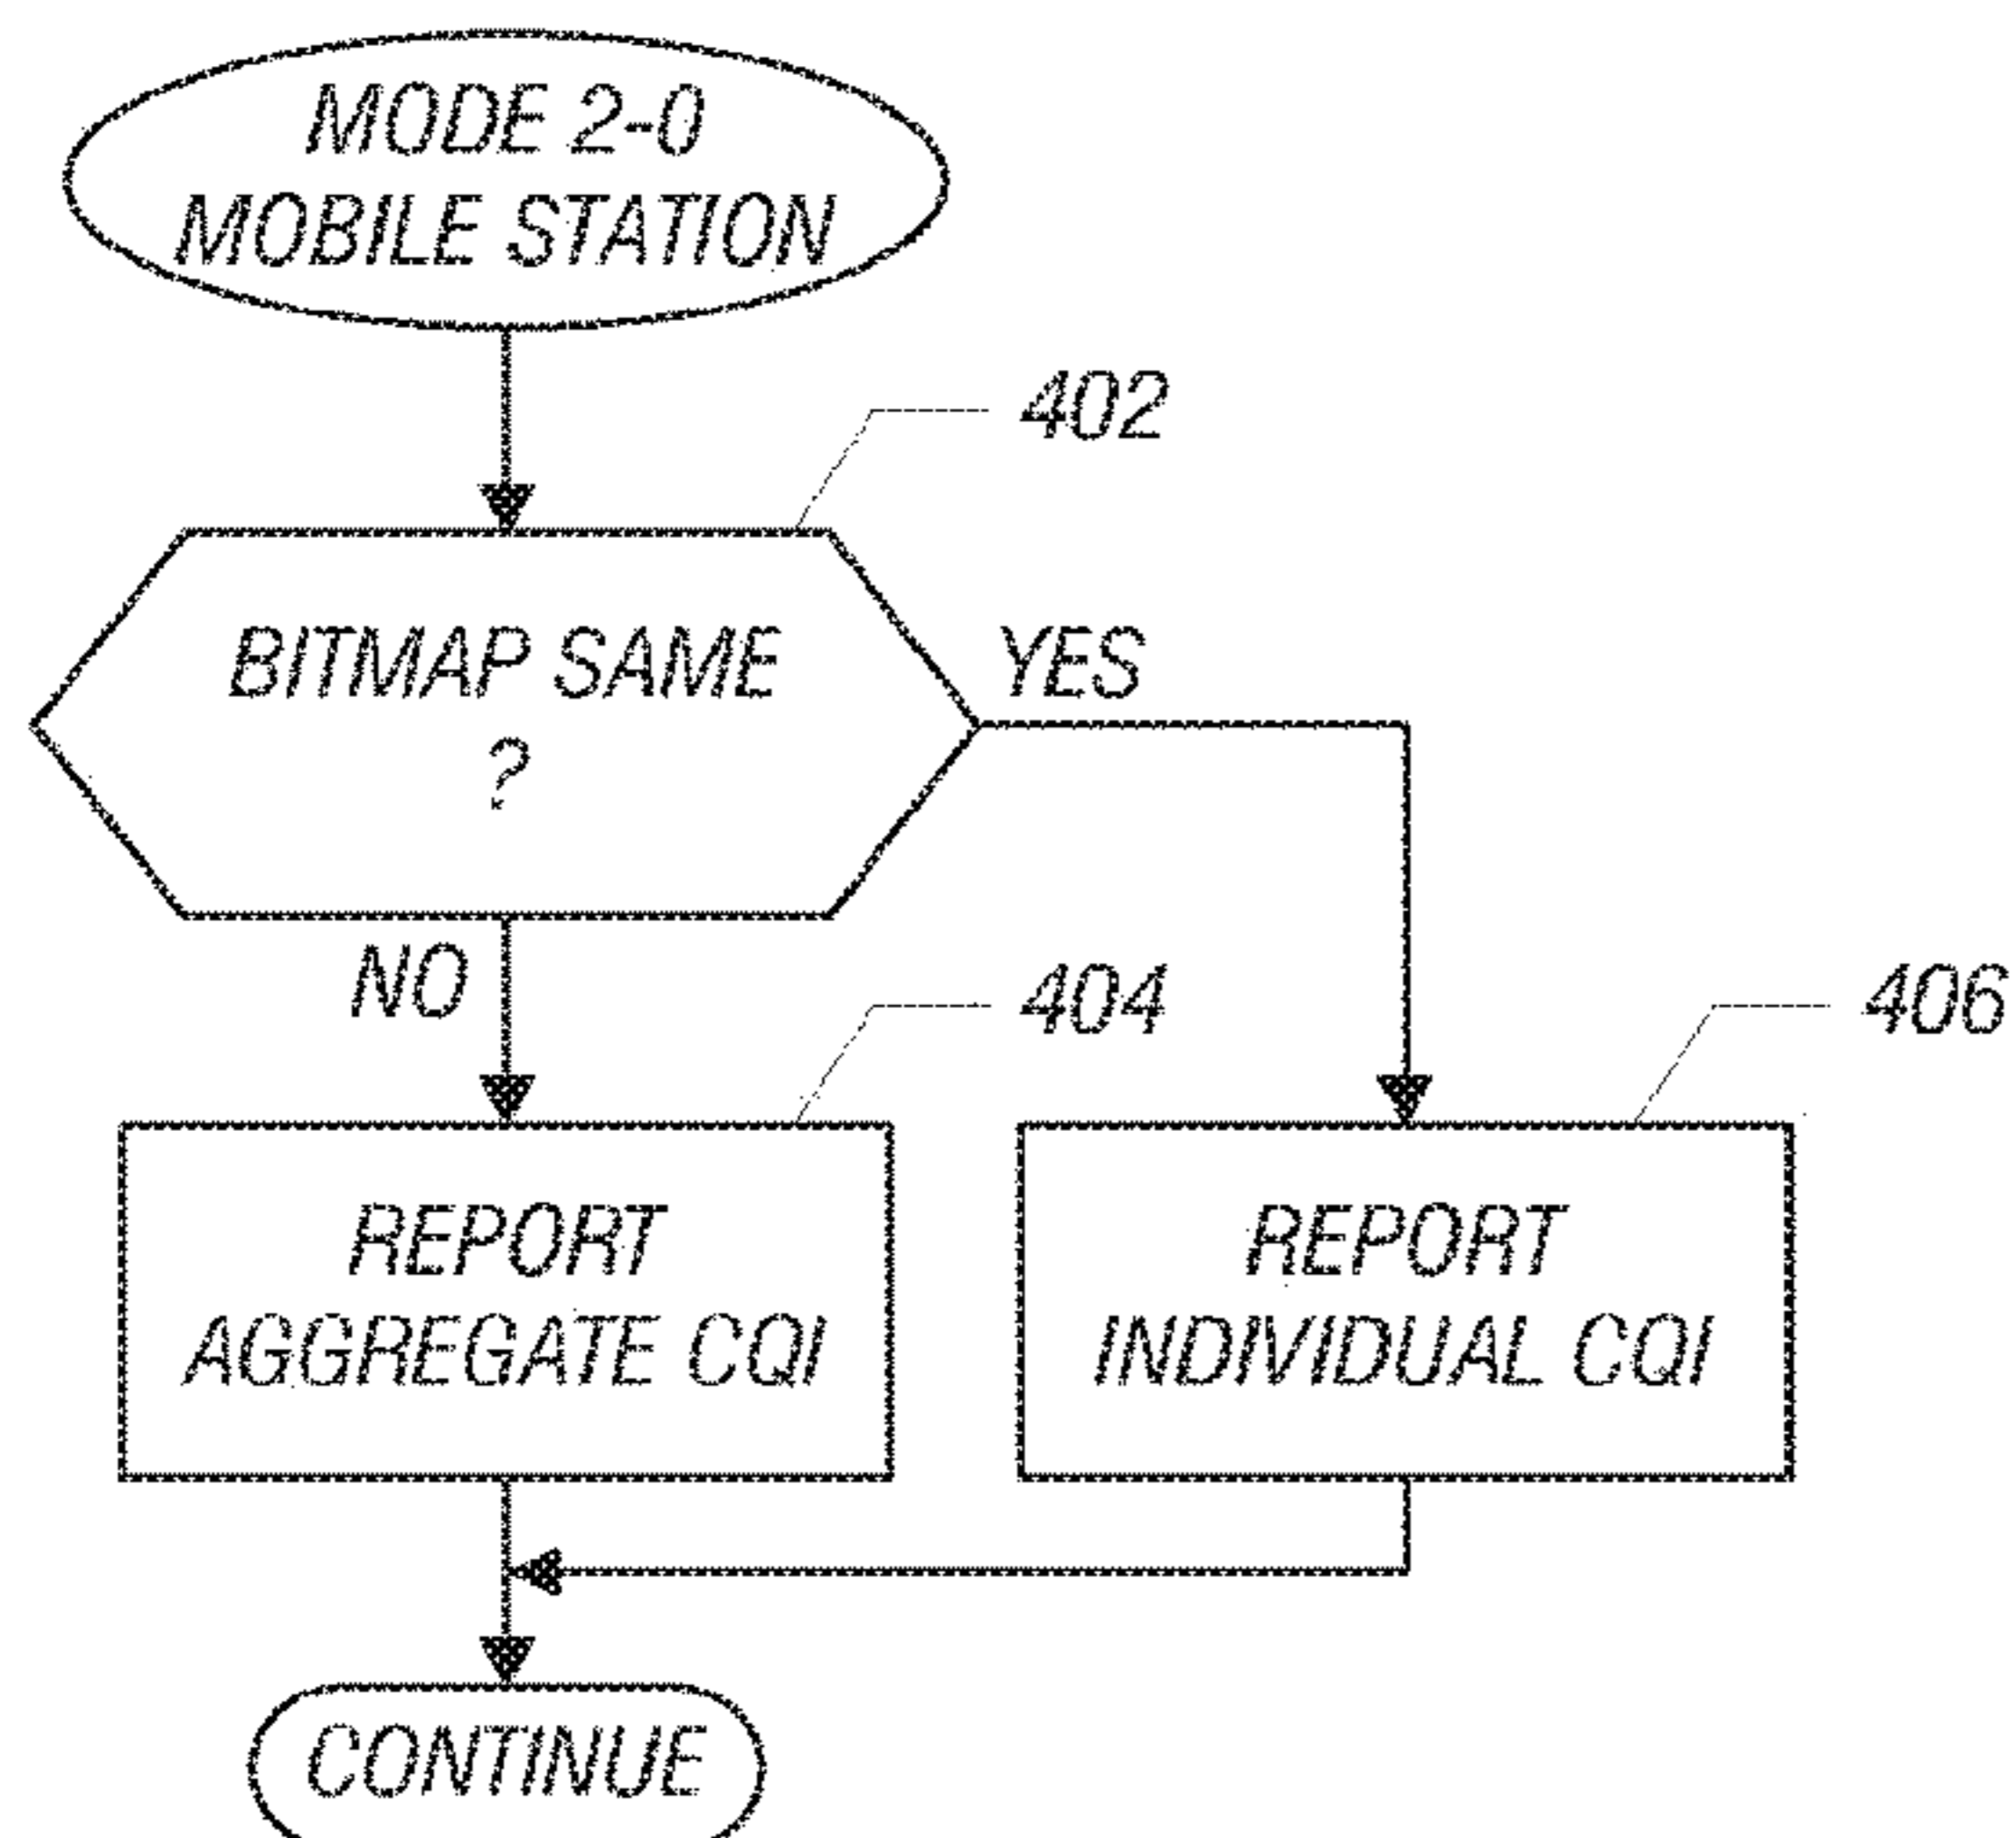 MODE 2-0
MOBILE STATION
402
BITMAP SAME
?
YES
NO
404
406
REPORT
AGGREGATE CQI
REPORT
INDIVIDUAL CQI
CONTINUE